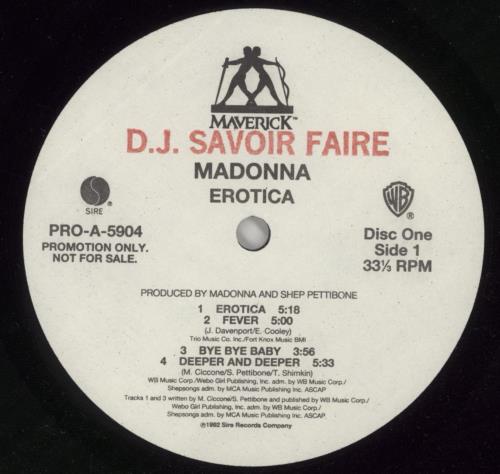 MAVERICK™
D.J. SAVOIR FAIRE
MADONNA
EROTICA
SIRE
WB
PRO-A-5904
PROMOTION ONLY.
NOT FOR SALE.
Disc One
Side 1
33⅓ RPM
PRODUCED BY MADONNA AND SHEP PETTIBONE
1 EROTICA 5:18
2 FEVER 5:00
(J. Davenport/E. Cooley)
Trio Music Co. Inc./Fort Knox Music BMI
3 BYE BYE BABY 3:56
4 DEEPER AND DEEPER 5:33
(M. Ciccone/S. Pettibone/T. Shimkin)
WB Music Corp./Webo Girl Publishing, Inc. adm. by WB Music Corp./
Shepsongs adm. by MCA Music Publishing, Inc. ASCAP
Tracks 1 and 3 written by M. Ciccone/S. Pettibone and published by WB Music Corp./
Webo Girl Publishing, Inc. adm. by WB Music Corp./
Shepsongs adm. by MCA Music Publishing, Inc. ASCAP.
℗1992 Sire Records Company